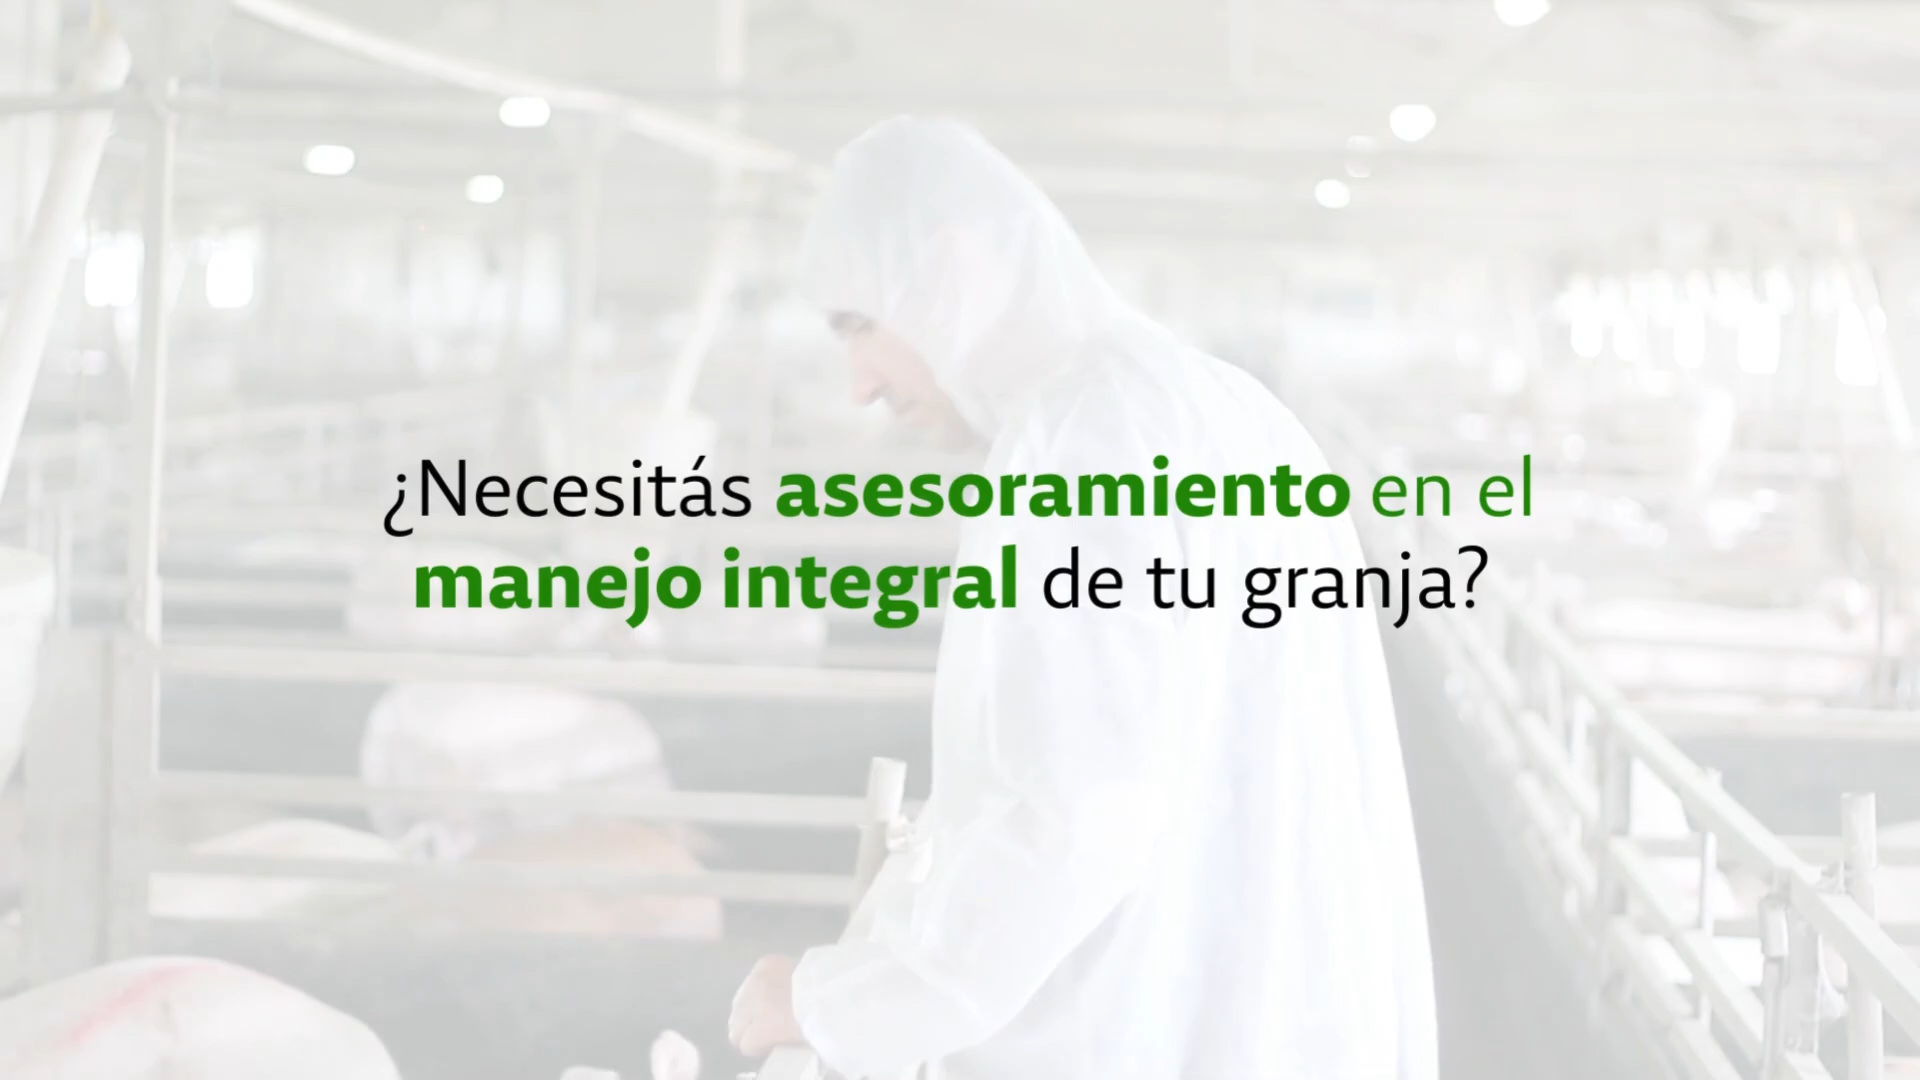 ¿Necesitás asesoramiento en el
manejo integral de tu granja?